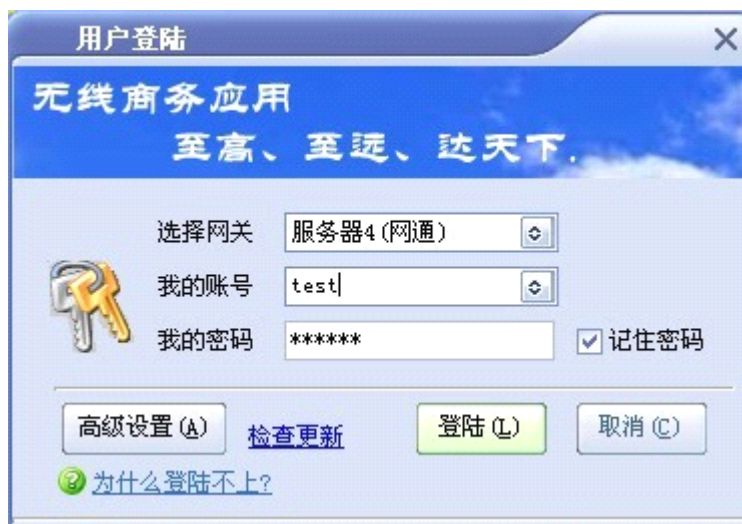 用户登陆
无线商务应用
至高、至远、达天下.
选择网关 服务器4(网通)
我的账号 test
我的密码 ****** 记住密码
高级设置(A) 检查更新 登陆(L) 取消(C)
为什么登陆不上?